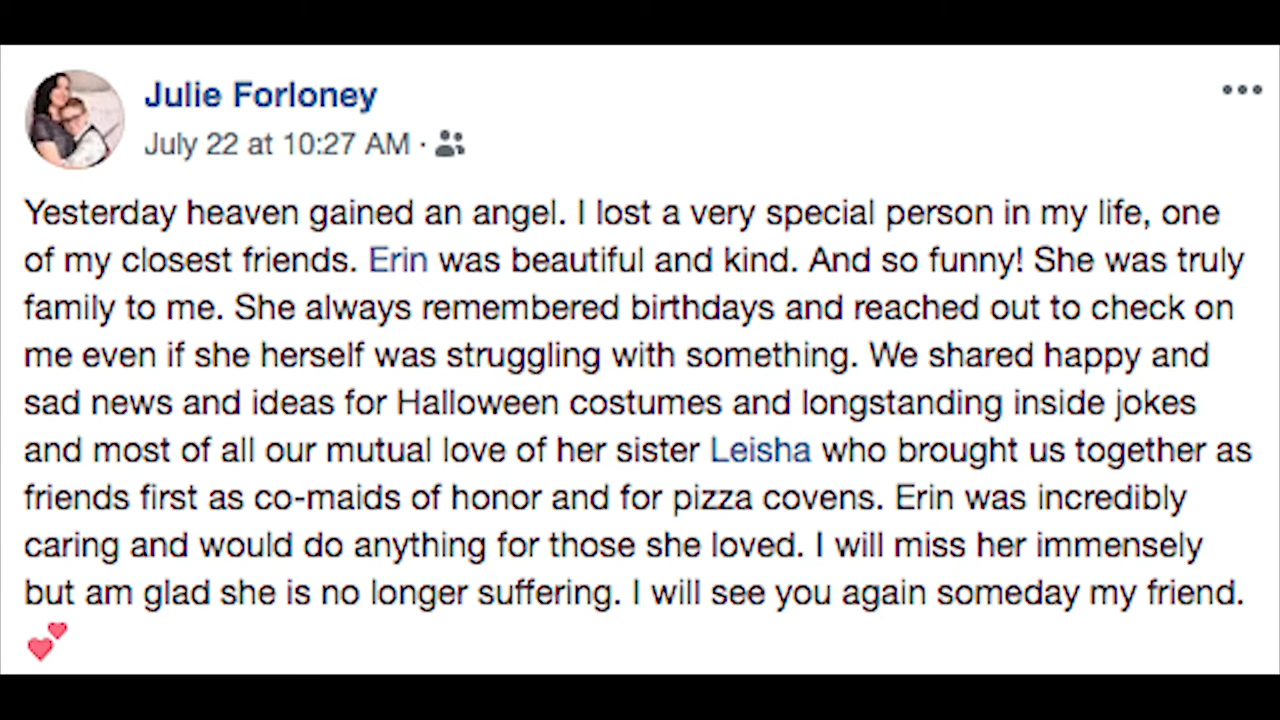 Julie Forloney
July 22 at 10:27 AM ·
Yesterday heaven gained an angel. I lost a very special person in my life, one
of my closest friends. Erin was beautiful and kind. And so funny! She was truly
family to me. She always remembered birthdays and reached out to check on
me even if she herself was struggling with something. We shared happy and
sad news and ideas for Halloween costumes and longstanding inside jokes
and most of all our mutual love of her sister Leisha who brought us together as
friends first as co-maids of honor and for pizza covens. Erin was incredibly
caring and would do anything for those she loved. I will miss her immensely
but am glad she is no longer suffering. I will see you again someday my friend.
💕